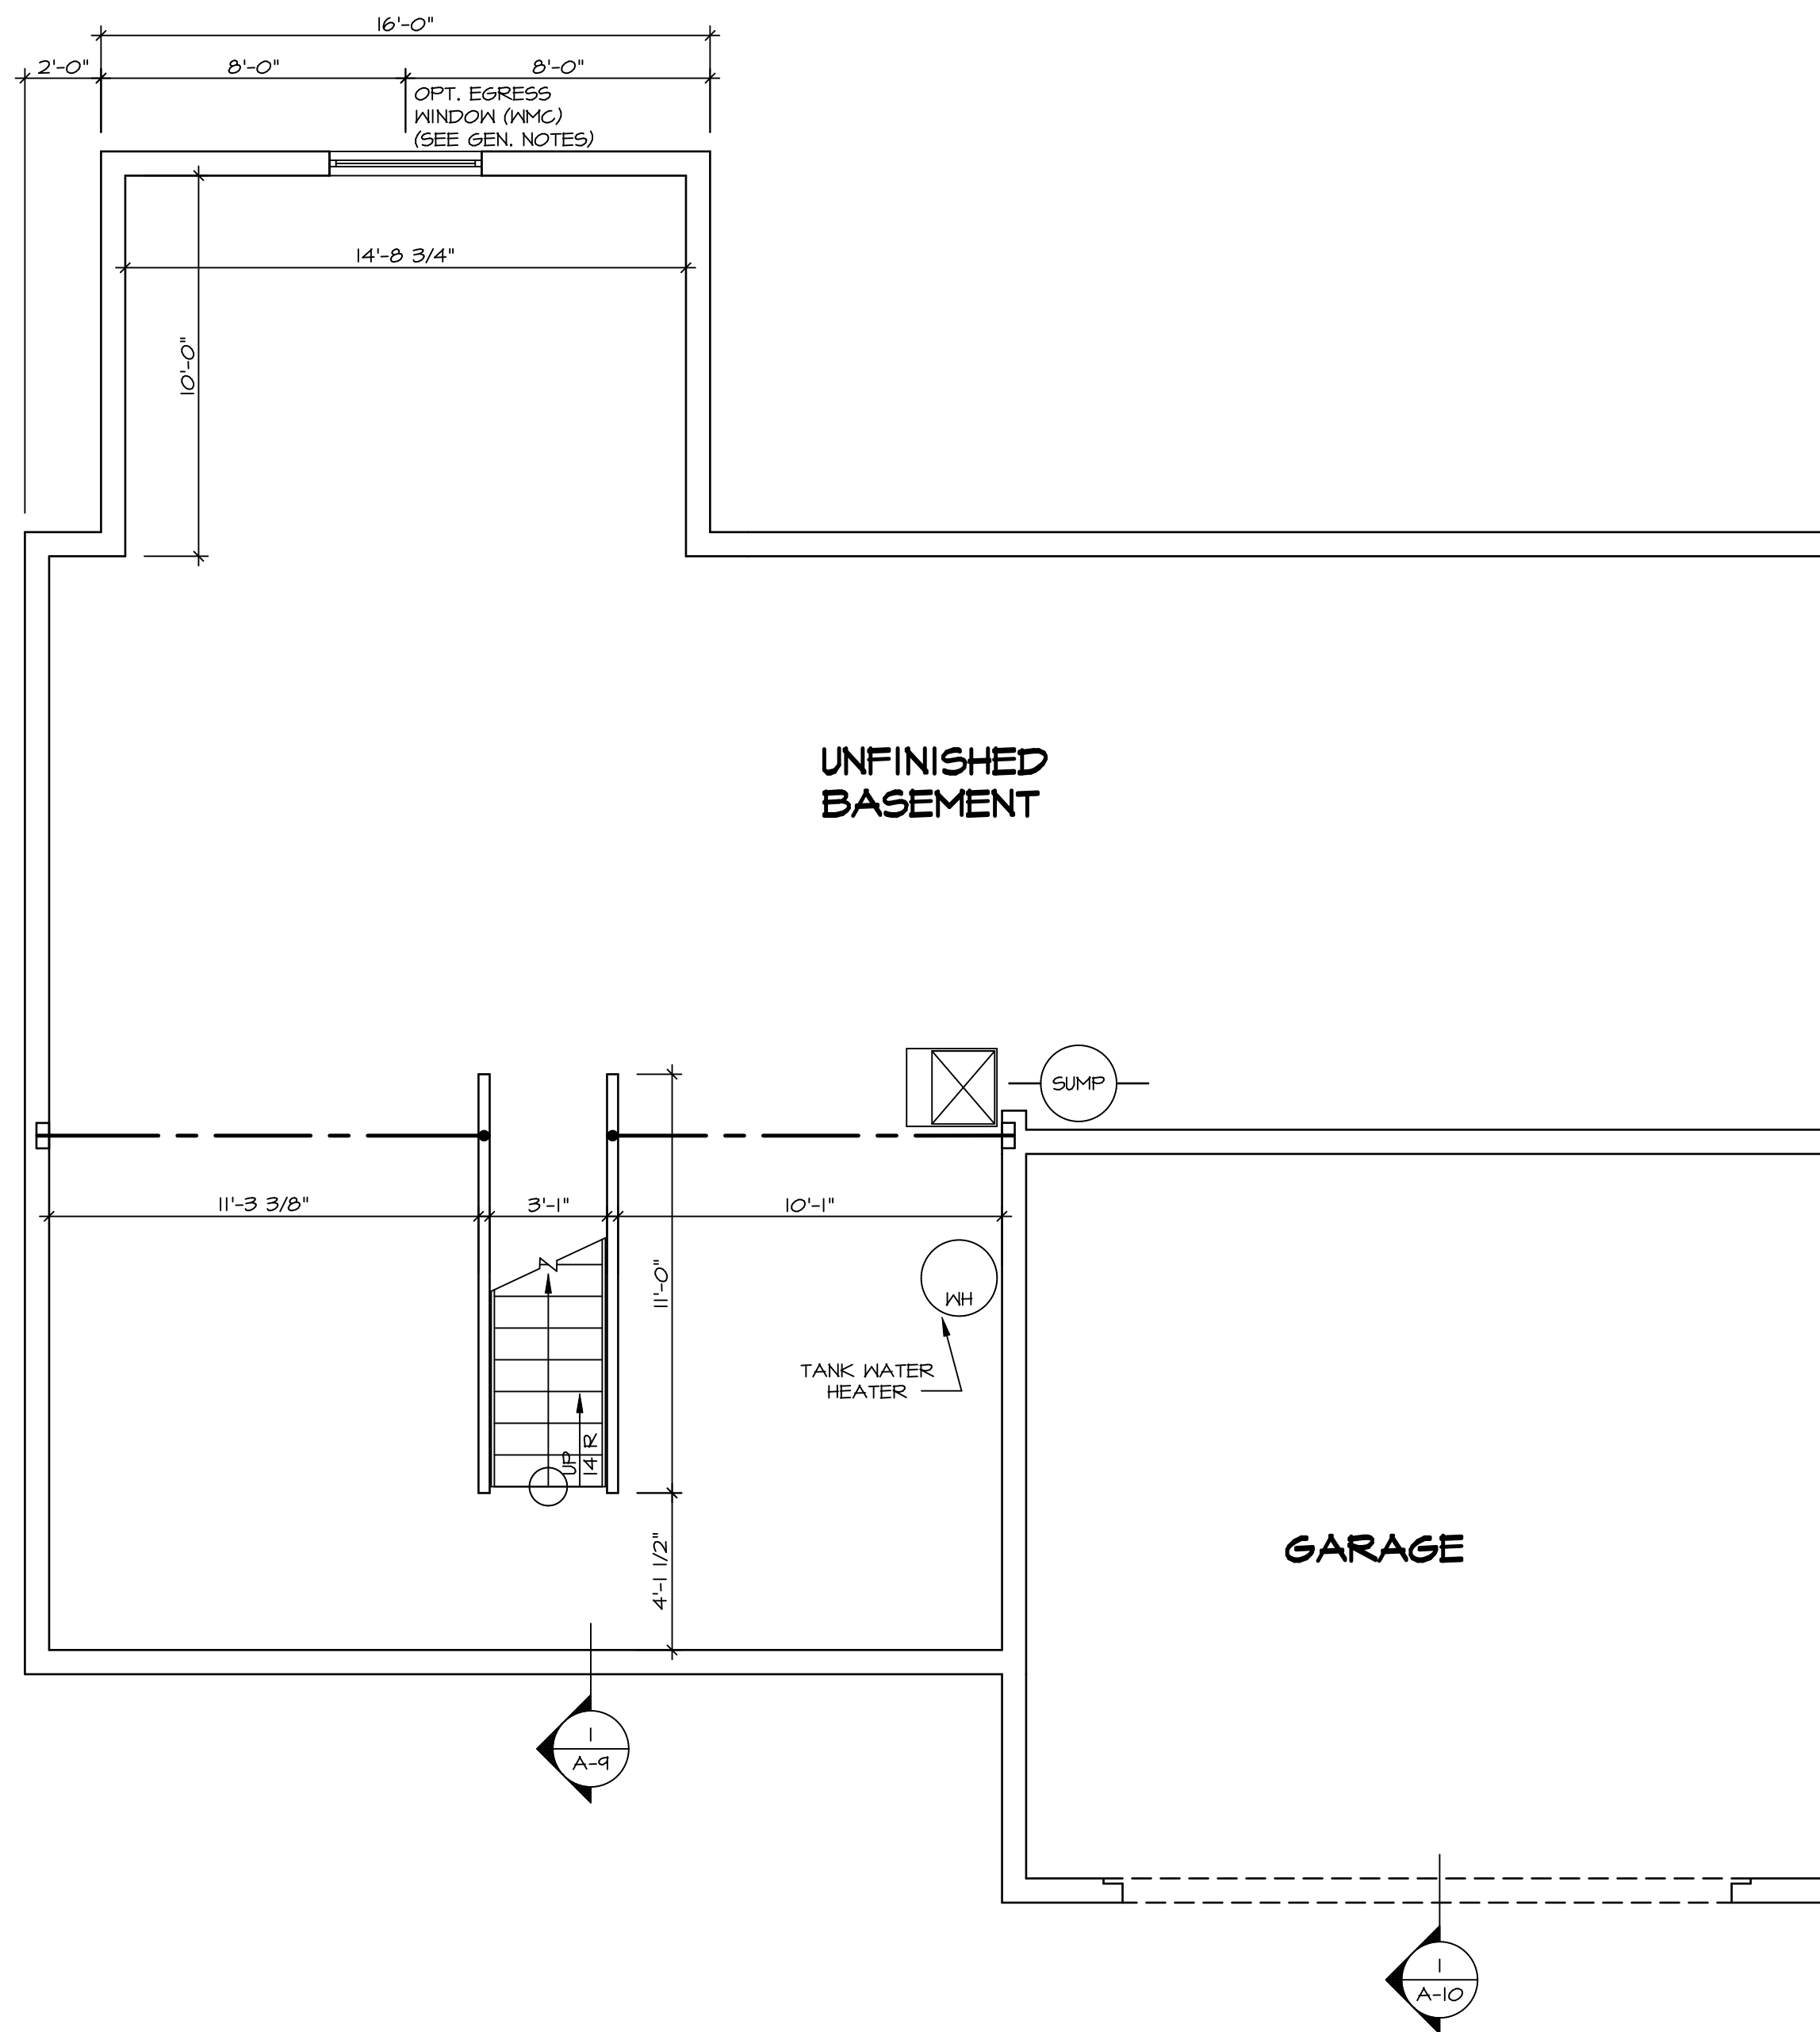 16'-0"
2'-0"
8'-0"
8'-0"
OPT. EGRESS
WINDOW (WMC)
(SEE GEN. NOTES)
14'-8 3/4"
10'-0"
UNFINISHED
BASEMENT
SUMP
11'-3 3/8"
3'-1"
10'-1"
11'-0"
WH
TANK WATER
HEATER
UP
14 R
4'-1 1/2"
GARAGE
1
A-9
1
A-10